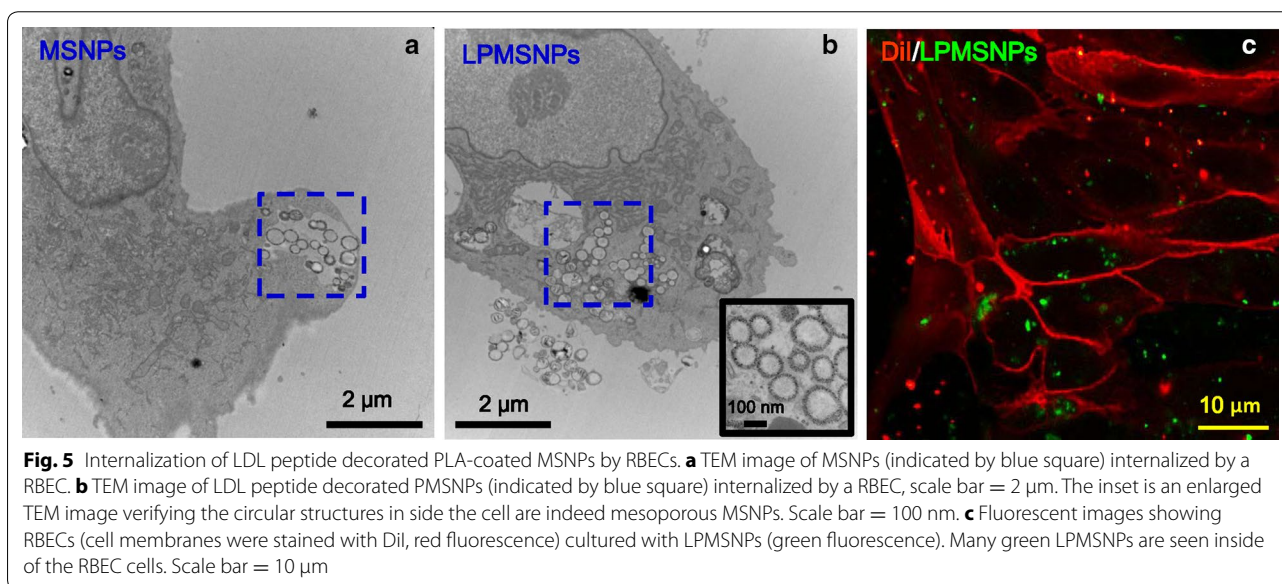 MSNPs
a
2 µm
LPMSNPs
b
2 µm
100 nm
DiI/LPMSNPs
c
10 µm
Fig. 5 Internalization of LDL peptide decorated PLA-coated MSNPs by RBECs. a TEM image of MSNPs (indicated by blue square) internalized by a
RBEC. b TEM image of LDL peptide decorated PMSNPs (indicated by blue square) internalized by a RBEC, scale bar = 2 µm. The inset is an enlarged
TEM image verifying the circular structures in side the cell are indeed mesoporous MSNPs. Scale bar = 100 nm. c Fluorescent images showing
RBECs (cell membranes were stained with DiI, red fluorescence) cultured with LPMSNPs (green fluorescence). Many green LPMSNPs are seen inside
of the RBEC cells. Scale bar = 10 µm